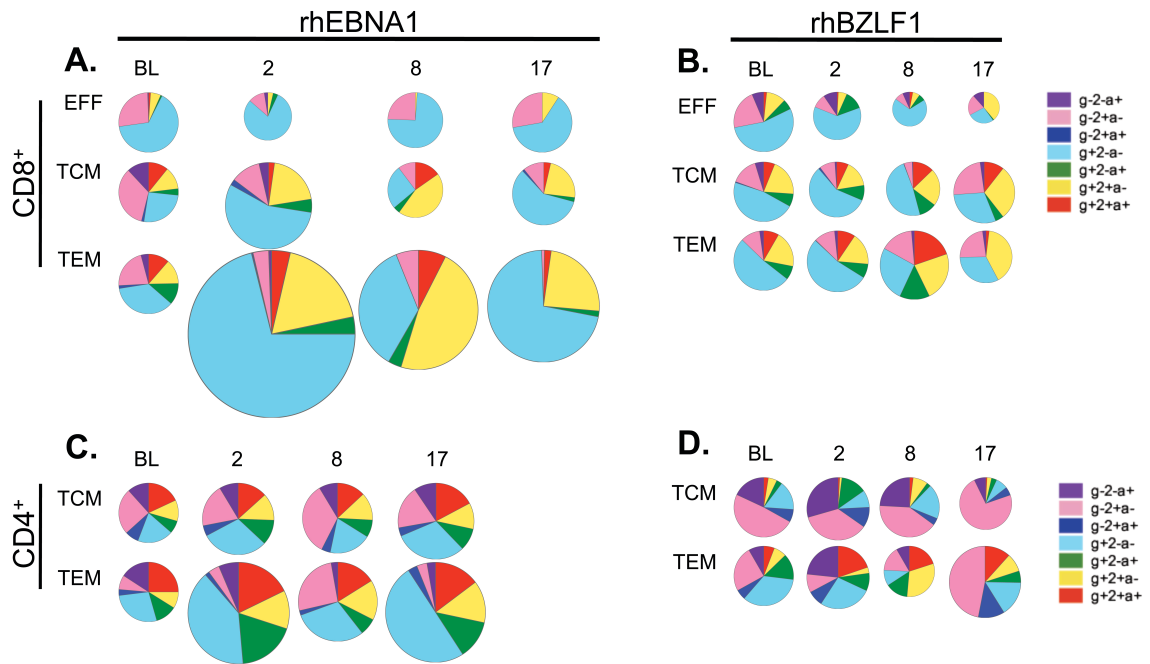 rhEBNA1
rhBZLF1
A.
BL 2 8 17
B.
BL 2 8 17
CD8+
EFF
TCM
TEM
EFF
TCM
TEM
g-2-a+
g-2+a-
g-2+a+
g+2-a-
g+2-a+
g+2+a-
g+2+a+
C.
BL 2 8 17
D.
BL 2 8 17
CD4+
TCM
TEM
TCM
TEM
g-2-a+
g-2+a-
g-2+a+
g+2-a-
g+2-a+
g+2+a-
g+2+a+